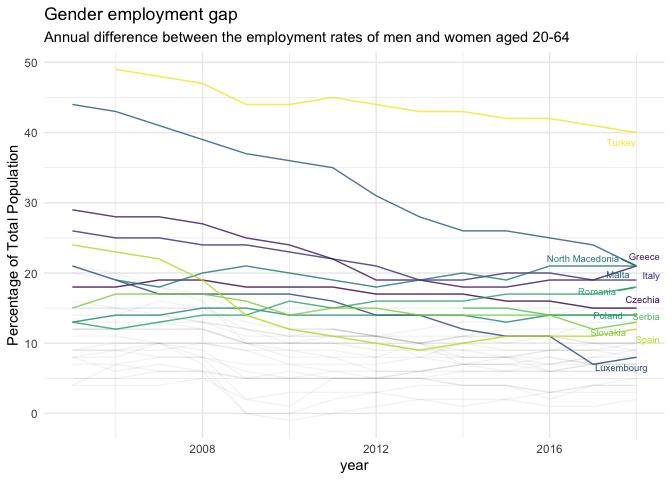 Gender employment gap
Annual difference between the employment rates of men and women aged 20-64
50
40
30
20
10
0
Percentage of Total Population
Turkey
North Macedonia
Greece
Malta
Italy
Romania
Czechia
Poland
Serbia
Slovakia
Spain
Luxembourg
2008
2012
2016
year